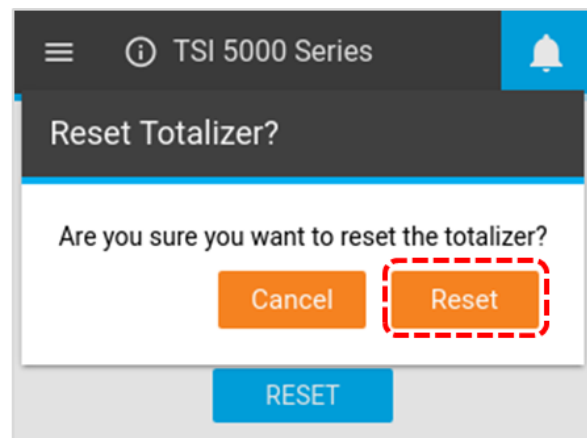 TSI 5000 Series
Reset Totalizer?
Are you sure you want to reset the totalizer?
Cancel Reset
RESET